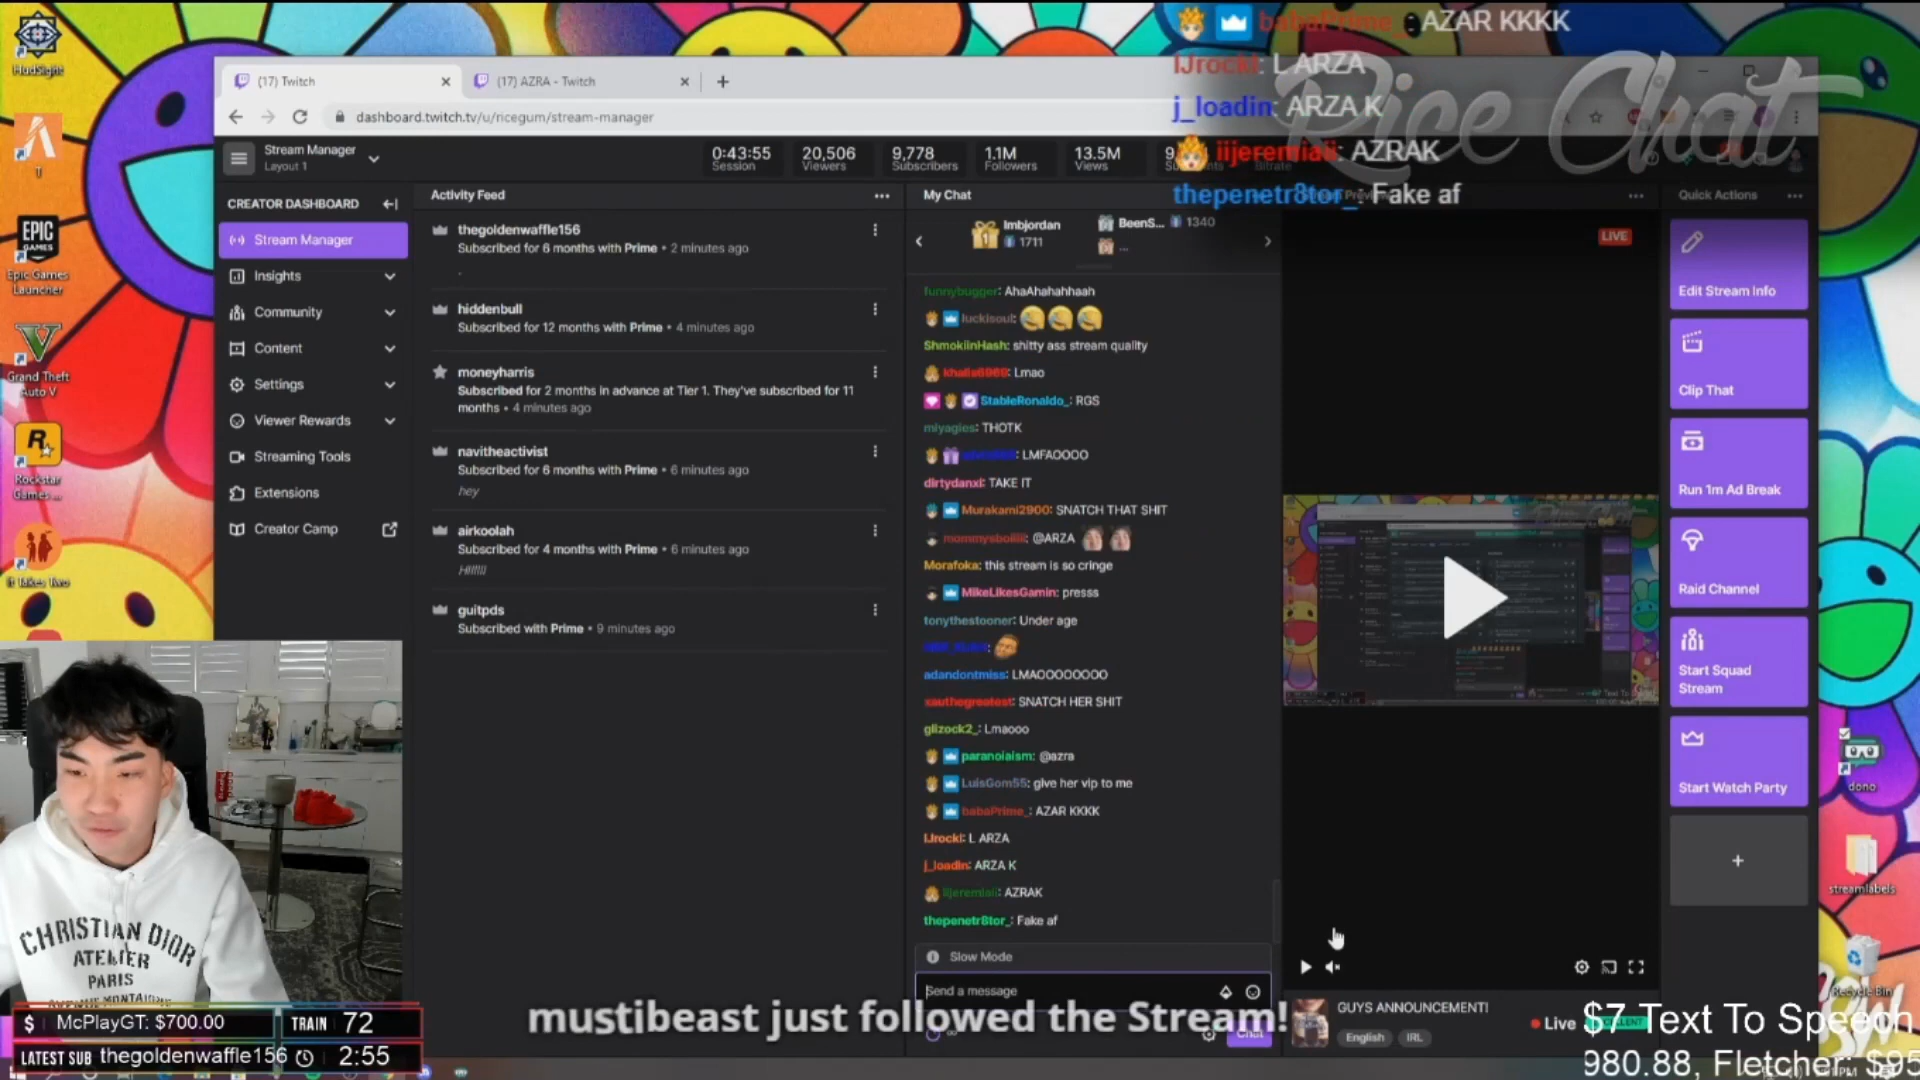 babaPrime_: AZAR KKKK
IJrockl: L ARZA
j_loadin: ARZA K
iijeremiaii: AZRAK
thepenetr8tor_: Fake af
Rice Chat
HudSight
1
EPIC GAMES
Epic Games Launcher
Grand Theft Auto V
Rockstar Games ...
It Takes Two
(17) Twitch
(17) AZRA - Twitch
dashboard.twitch.tv/u/ricegum/stream-manager
Stream Manager
Layout 1
0:43:55
Session
20,506
Viewers
9,778
Subscribers
1.1M
Followers
13.5M
Views
Bitrate
CREATOR DASHBOARD
Stream Manager
Insights
Community
Content
Settings
Viewer Rewards
Streaming Tools
Extensions
Creator Camp
Activity Feed
thegoldenwaffle156
Subscribed for 6 months with Prime • 2 minutes ago
.
hiddenbull
Subscribed for 12 months with Prime • 4 minutes ago
moneyharris
Subscribed for 2 months in advance at Tier 1. They've subscribed for 11
months • 4 minutes ago
navitheactivist
Subscribed for 6 months with Prime • 6 minutes ago
hey
airkoolah
Subscribed for 4 months with Prime • 6 minutes ago
guitpds
Subscribed with Prime • 9 minutes ago
My Chat
1 lmbjordan
1711
BeenS... 1340
...
funnybugger: AhaAhahahhaah
luckisoul:
ShmokiinHash: shitty ass stream quality
khalis6969: Lmao
StableRonaldo_: RGS
miyagies: THOTK
: LMFAOOOO
dirtydanxl: TAKE IT
Murakami2900: SNATCH THAT SHIT
mommysboiiiii: @ARZA
Morafoka: this stream is so cringe
MikeLikesGamin: presss
tonythestooner: Under age
adandontmiss: LMAOOOOOOOO
xauthegreatest: SNATCH HER SHIT
glizock2_: Lmaooo
paranoiaism: @azra
LuisGom55: give her vip to me
babaPrime_: AZAR KKKK
IJrockl: L ARZA
j_loadin: ARZA K
iijeremiaii: AZRAK
thepenetr8tor_: Fake af
Slow Mode
Send a message
Chat
LIVE
GUYS ANNOUNCEMENT!
English
IRL
Live
Quick Actions
Edit Stream Info
Clip That
Run 1m Ad Break
Raid Channel
Start Squad
Stream
Start Watch Party
+
dono
streamlabels
Recycle Bin
CHRISTIAN DIOR
ATELIER
PARIS
AVENUE MONTAIGNE
$ McPlayGT: $700.00
TRAIN 72
LATEST SUB thegoldenwaffle156
2:55
mustibeast just followed the Stream!
$7 Text To Speech
980.88, Fletcher: $95